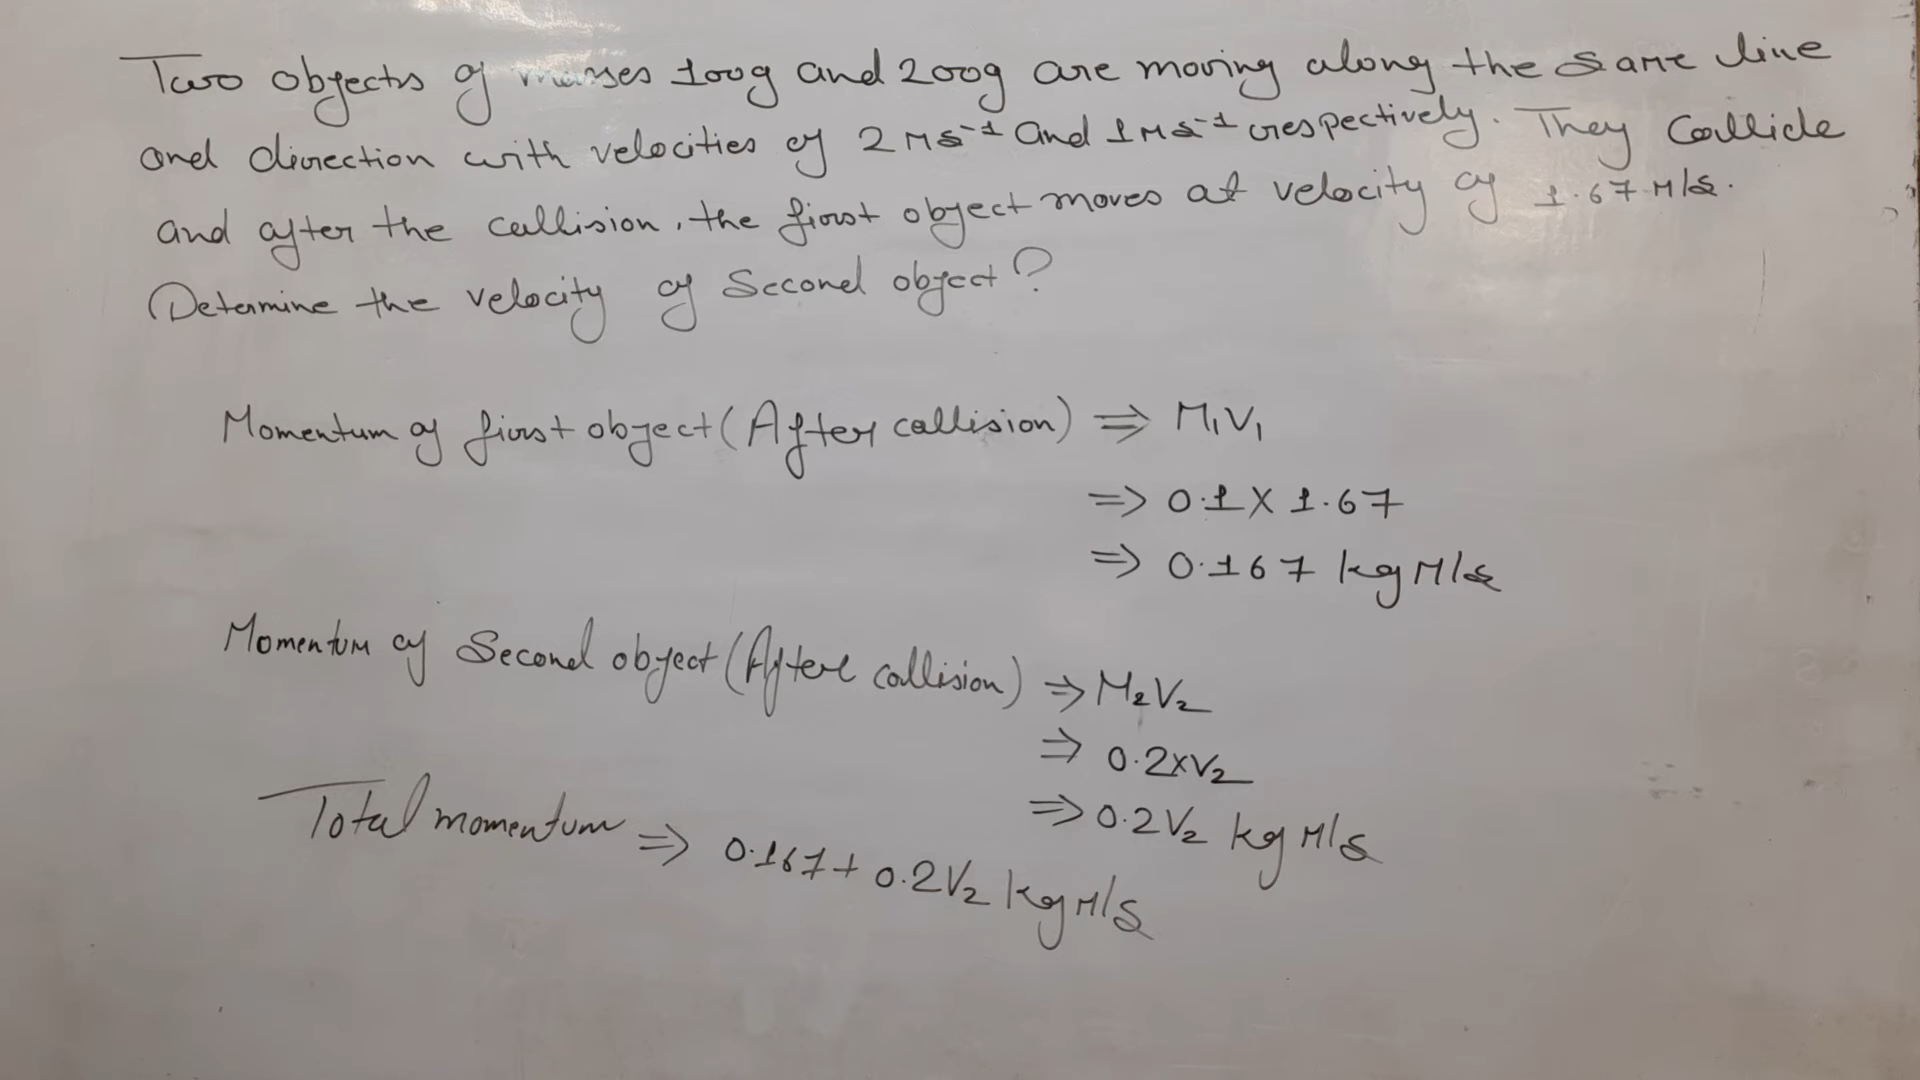 Two objects of masses 100g and 200g are moving along the same line
and direction with velocities of 2 ms⁻¹ and 1 ms⁻¹ respectively. They Collide
and after the collision, the first object moves at velocity of 1.67 m/s.
Determine the velocity of Second object?
Momentum of first object (After collision) ⇒ M₁V₁
⇒ 0.1 X 1.67
⇒ 0.167 kg m/s
Momentum of Second object (After collision) ⇒ M₂V₂
⇒ 0.2xV₂
⇒ 0.2V₂ kg m/s
Total momentum ⇒ 0.167 + 0.2V₂ kg m/s